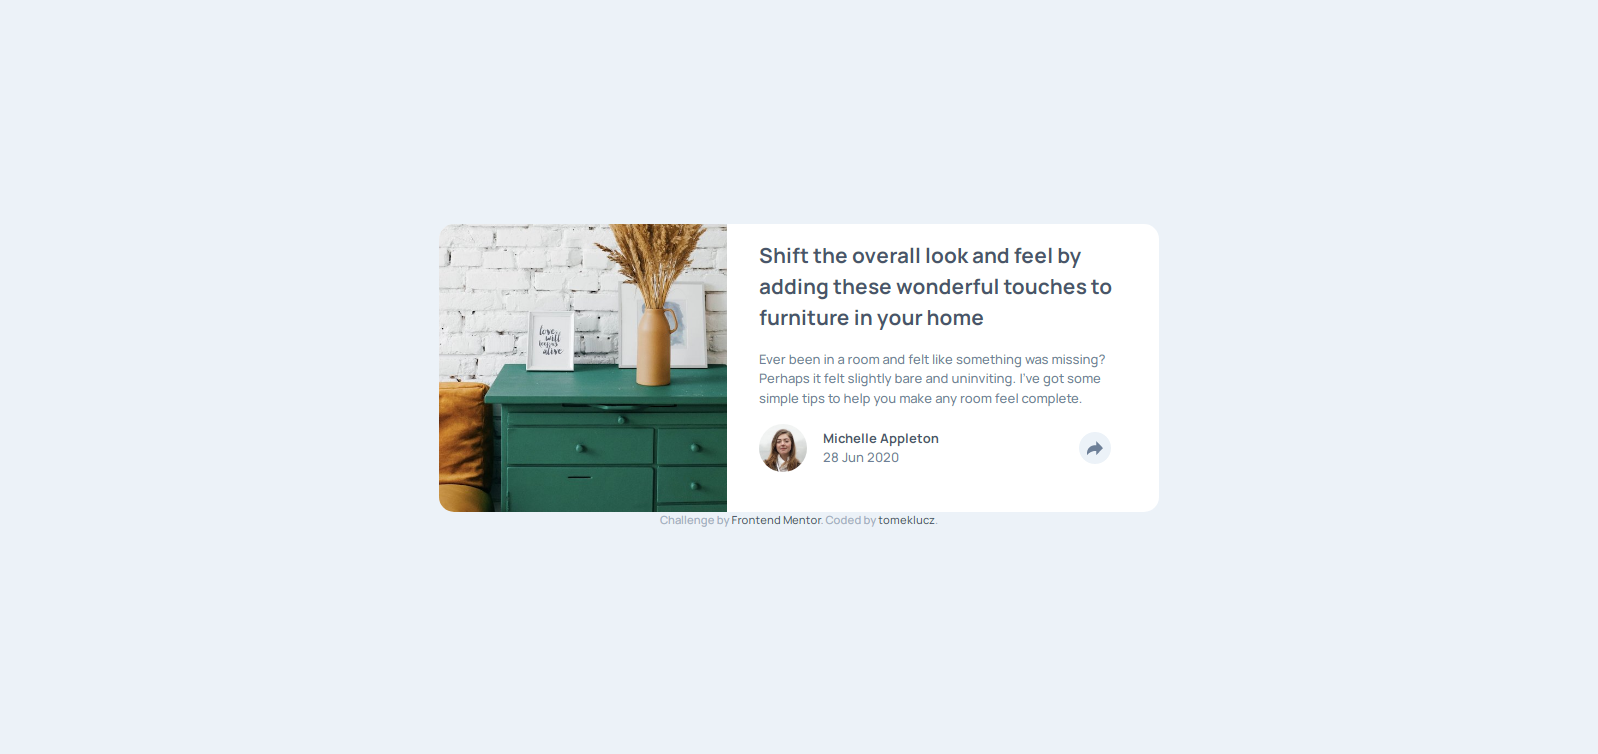 love
will
keep us
alive
Shift the overall look and feel by
adding these wonderful touches to
furniture in your home
Ever been in a room and felt like something was missing?
Perhaps it felt slightly bare and uninviting. I've got some
simple tips to help you make any room feel complete.
Michelle Appleton
28 Jun 2020
Challenge by Frontend Mentor. Coded by tomeklucz.